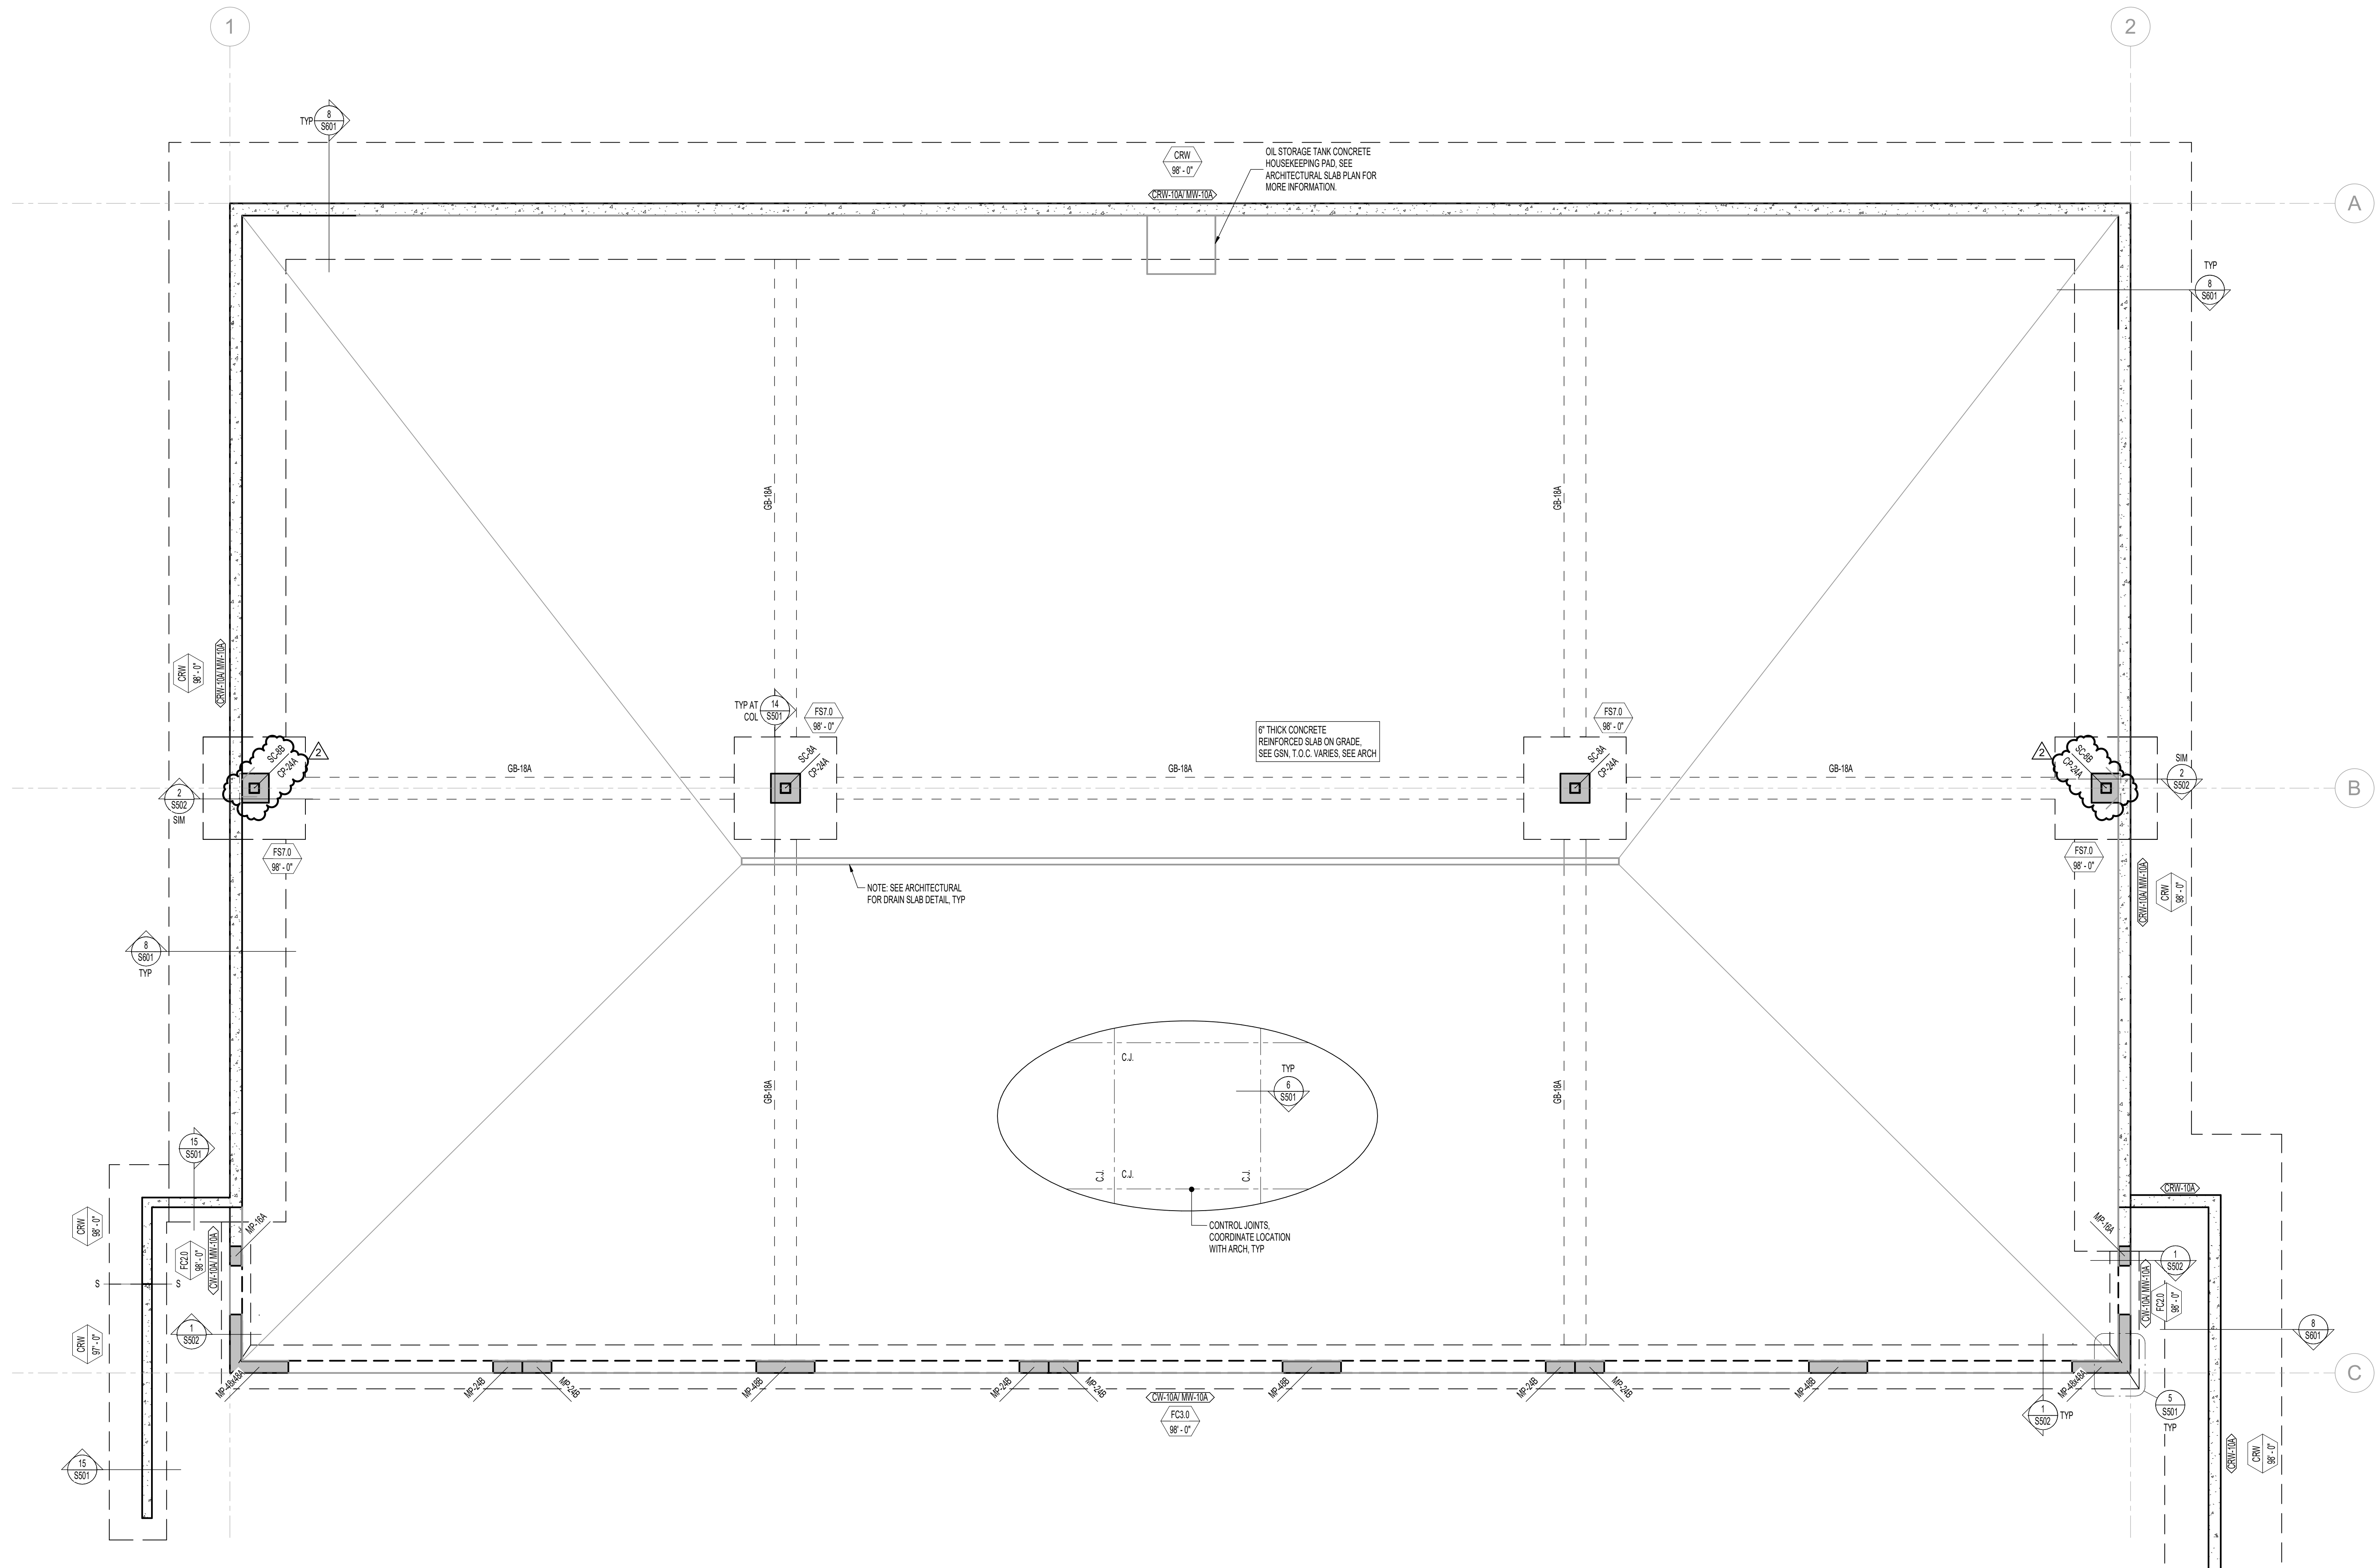 1
2
8
S601
TYP
CRW
98' - 0"
OIL STORAGE TANK CONCRETE
HOUSEKEEPING PAD, SEE
ARCHITECTURAL SLAB PLAN FOR
MORE INFORMATION.
CRW-10A/ MW-10A
A
TYP
8
S601
GB-18A
GB-18A
CRW
98' - 0"
CRW-10A/ MW-10A
TYP AT
COL
14
S501
FS7.0
98' - 0"
FS7.0
98' - 0"
6" THICK CONCRETE
REINFORCED SLAB ON GRADE,
SEE GSN, T.O.C. VARIES, SEE ARCH
SC-8B
CP-24A
2
SC-8A
CP-24A
SC-8A
CP-24A
2
SC-8B
CP-24A
SIM
2
S502
GB-18A
GB-18A
GB-18A
2
S502
SIM
B
FS7.0
98' - 0"
FS7.0
98' - 0"
NOTE: SEE ARCHITECTURAL
FOR DRAIN SLAB DETAIL, TYP
CRW-10A/ MW-10A
CRW
98' - 0"
8
S601
TYP
C.J.
TYP
6
S501
GB-18A
GB-18A
C.J.
C.J.
C.J.
CONTROL JOINTS,
COORDINATE LOCATION
WITH ARCH, TYP
15
S501
CRW
98' - 0"
FC2.0
98' - 0"
CW-10A/ MW-10A
MP-16A
S
S
CRW
97' - 0"
1
S502
CRW-10A
MP-16A
1
S502
CW-10A/ MW-10A
FC2.0
98' - 0"
8
S601
C
MP-48x48A
MP-24B
MP-24B
MP-48B
MP-24B
MP-24B
MP-48B
MP-24B
MP-24B
MP-48B
MP-48x48A
CW-10A/ MW-10A
FC3.0
98' - 0"
1
S502
TYP
5
S501
TYP
15
S501
CRW-10A
CRW
98' - 0"